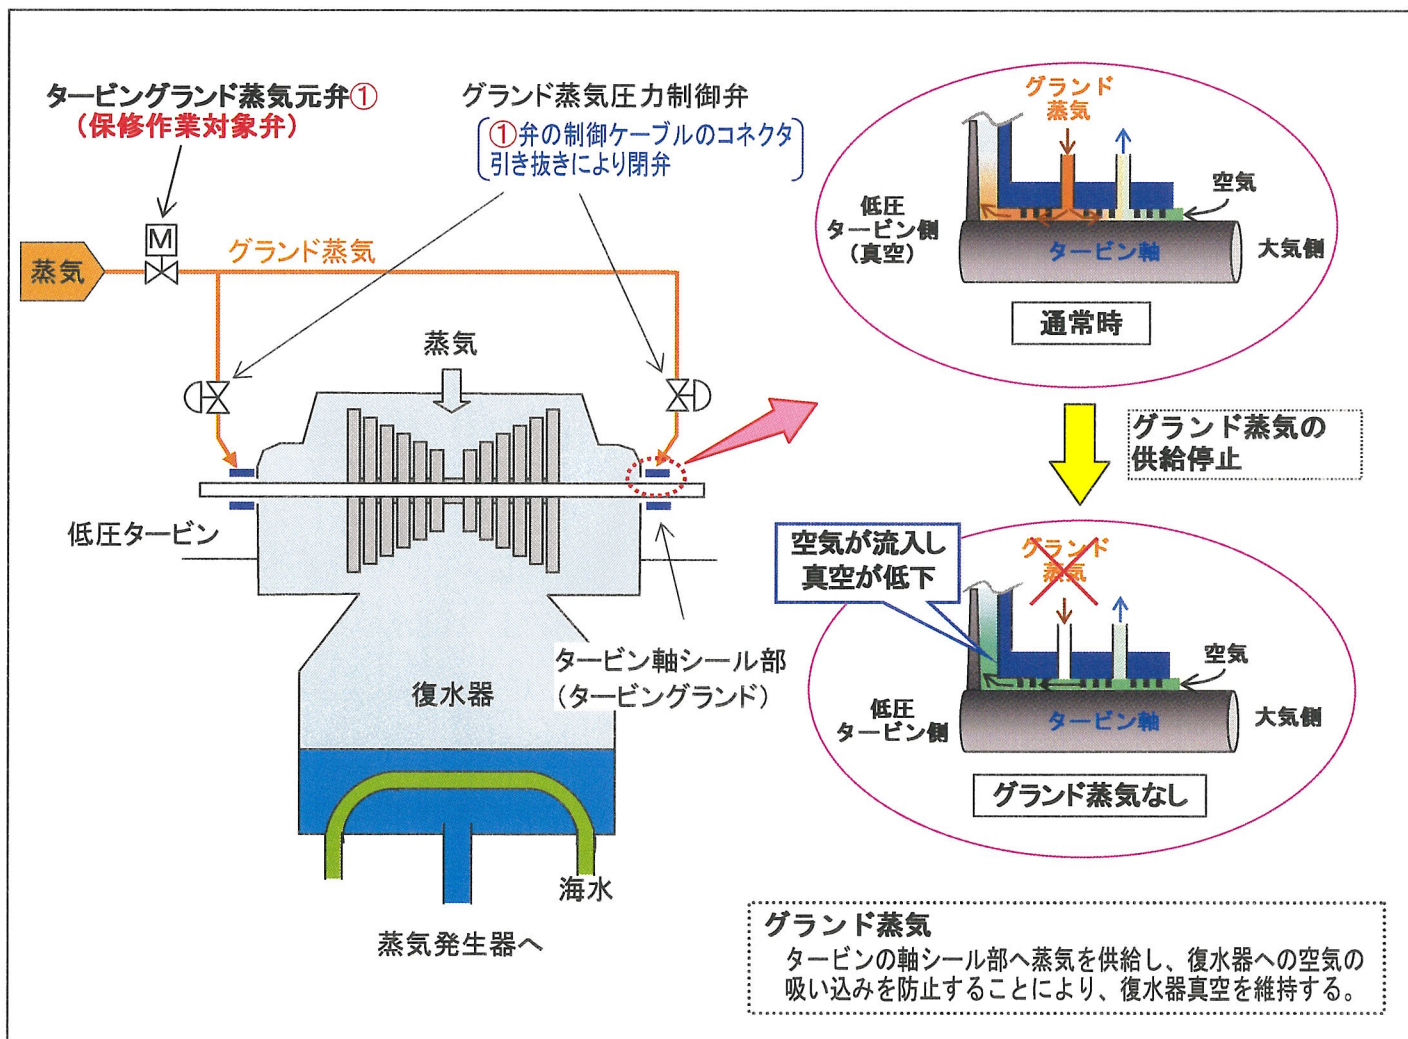 タービングランド蒸気元弁①
（保修作業対象弁）
グランド蒸気圧力制御弁
①弁の制御ケーブルのコネクタ
引き抜きにより閉弁
M
蒸気
グランド蒸気
蒸気
低圧タービン
タービン軸シール部
（タービングランド）
復水器
海水
蒸気発生器へ
グランド
蒸気
空気
低圧
タービン側
（真空）
タービン軸
大気側
通常時
グランド蒸気の
供給停止
空気が流入し
真空が低下
グランド
蒸気
空気
低圧
タービン側
タービン軸
大気側
グランド蒸気なし
グランド蒸気
タービンの軸シール部へ蒸気を供給し、復水器への空気の
吸い込みを防止することにより、復水器真空を維持する。